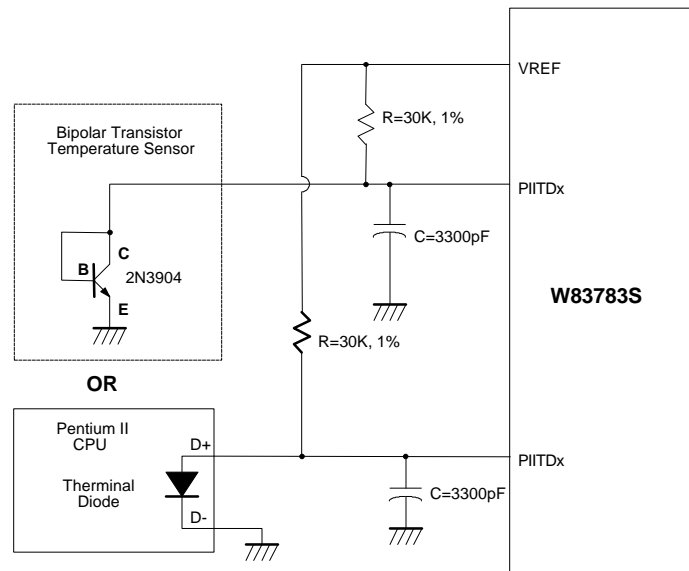 VREF
R=30K, 1%
Bipolar Transistor
Temperature Sensor
PIITDx
C
B
2N3904
E
C=3300pF
W83783S
R=30K, 1%
OR
Pentium II
CPU
D+
PIITDx
Therminal
Diode
C=3300pF
D-